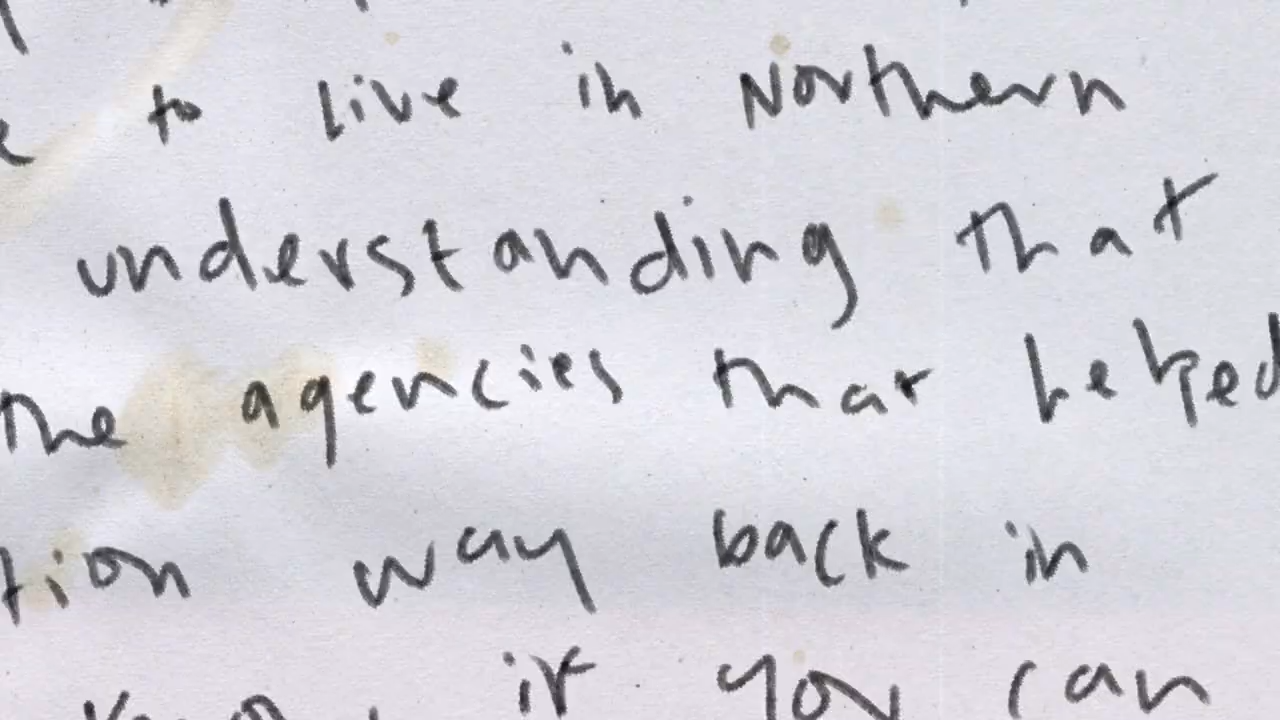 to live in Northern
understanding that
the agencies that helped
tion way back in
if you can